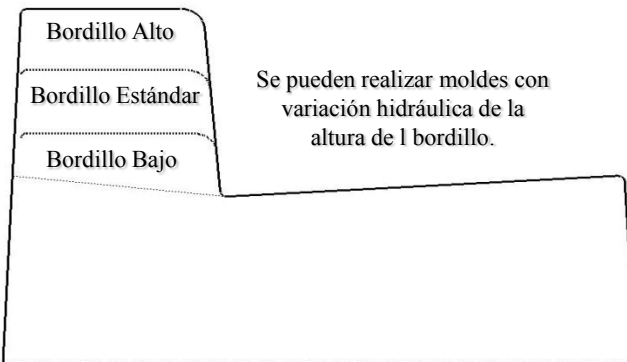 Bordillo Alto
Bordillo Estándar
Bordillo Bajo
Se pueden realizar moldes con
variación hidráulica de la
altura de l bordillo.